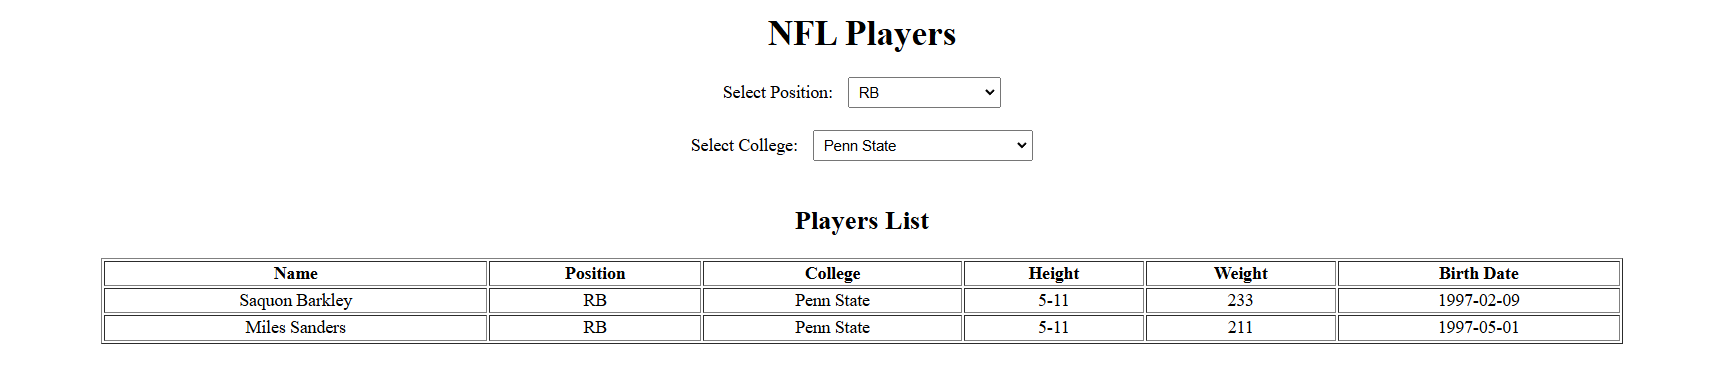 NFL Players
Select Position: RB
Select College: Penn State
Players List
Name Position College Height Weight Birth Date
Saquon Barkley RB Penn State 5-11 233 1997-02-09
Miles Sanders RB Penn State 5-11 211 1997-05-01